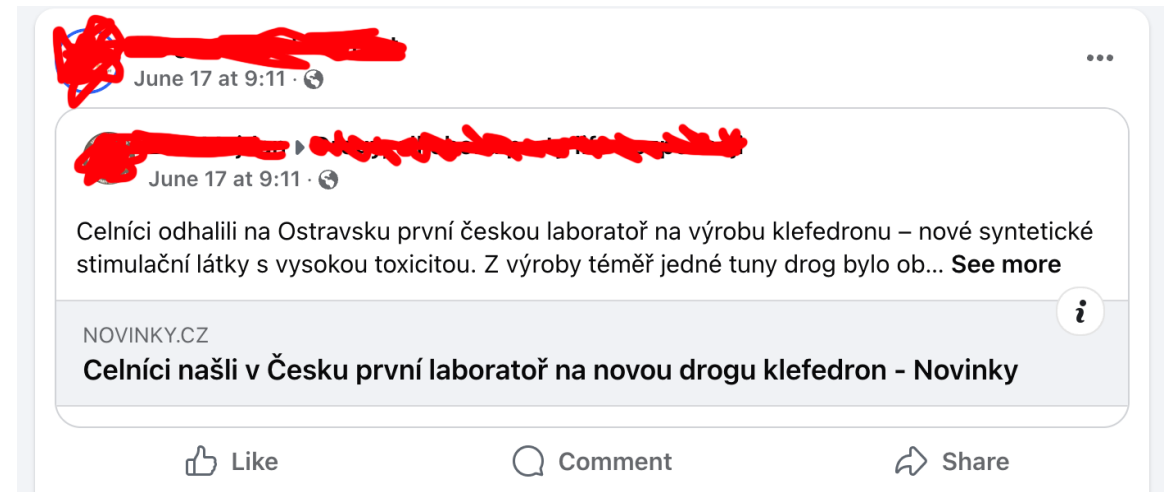 June 17 at 9:11 ·
June 17 at 9:11 ·
Celníci odhalili na Ostravsku první českou laboratoř na výrobu klefedronu – nové syntetické
stimulační látky s vysokou toxicitou. Z výroby téměř jedné tuny drog bylo ob... See more
NOVINKY.CZ
Celníci našli v Česku první laboratoř na novou drogu klefedron - Novinky
Like
Comment
Share